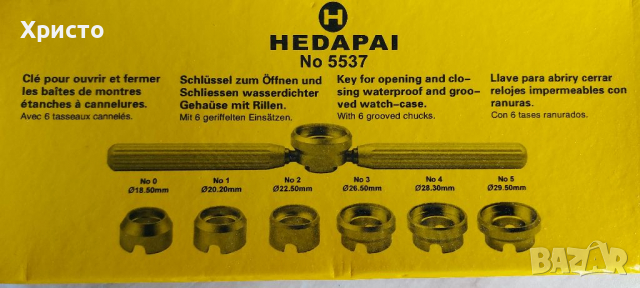 Христо
H
HEDAPAI
No 5537
Clé pour ouvrir et fermer
les baîtes de montres
étanches à cannelures.
Avec 6 tasseaux cannelés.
Schlüssel zum Öffnen und
Schliessen wasserdichter
Gehaüse mit Rillen.
Mit 6 geriffelten Einsätzen.
Key for opening and clo-
sing waterproof and groo-
ved watch-case.
With 6 grooved chucks.
Llave para abriry cerrar
relojes impermeables con
ranuras.
Con 6 tases ranurados.
No 0
Ø18.50mm
No 1
Ø20.20mm
No 2
Ø22.50mm
No 3
Ø26.50mm
No 4
Ø28.30mm
No 5
Ø29.50mm
BAZAR
.bg